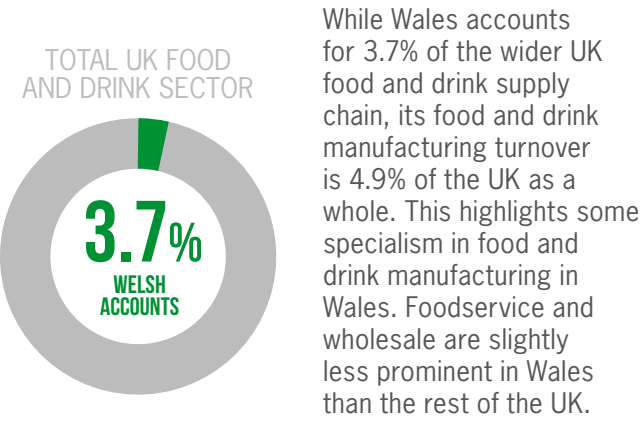 TOTAL UK FOOD
AND DRINK SECTOR
3.7%
WELSH
ACCOUNTS
While Wales accounts
for 3.7% of the wider UK
food and drink supply
chain, its food and drink
manufacturing turnover
is 4.9% of the UK as a
whole. This highlights some
specialism in food and
drink manufacturing in
Wales. Foodservice and
wholesale are slightly
less prominent in Wales
than the rest of the UK.